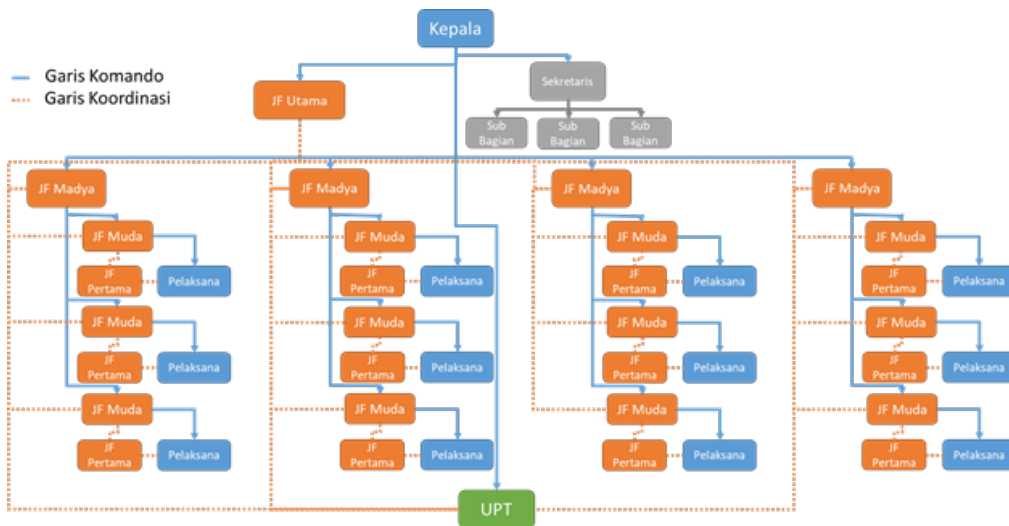 Kepala
Garis Komando
Garis Koordinasi
JF Utama
Sekretaris
Sub
Bagian
Sub
Bagian
Sub
Bagian
JF Madya
JF Madya
JF Madya
JF Madya
JF Muda
JF Muda
JF Muda
JF Muda
JF
Pertama
Pelaksana
JF
Pertama
Pelaksana
JF
Pertama
Pelaksana
JF
Pertama
Pelaksana
JF Muda
JF Muda
JF Muda
JF Muda
JF
Pertama
Pelaksana
JF
Pertama
Pelaksana
JF
Pertama
Pelaksana
JF
Pertama
Pelaksana
JF Muda
JF Muda
JF Muda
JF Muda
JF
Pertama
Pelaksana
JF
Pertama
Pelaksana
JF
Pertama
Pelaksana
JF
Pertama
Pelaksana
UPT